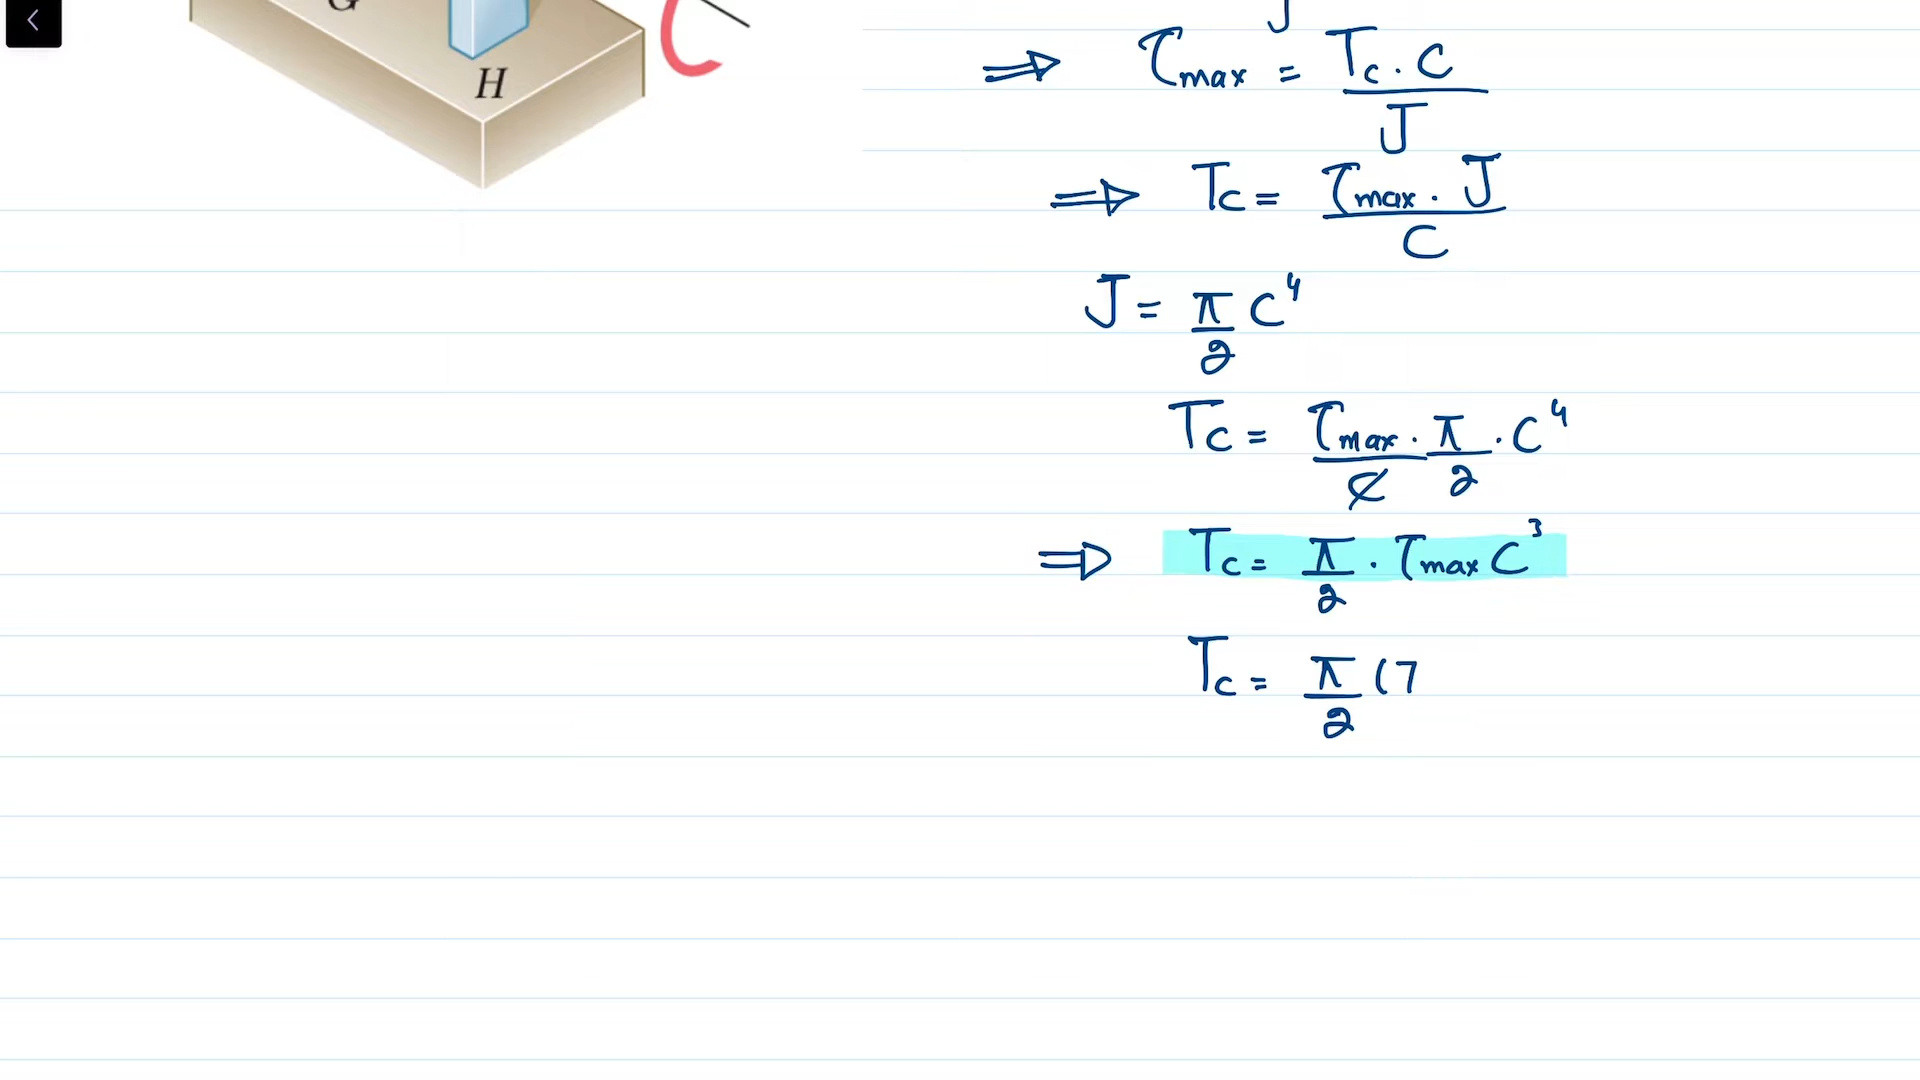 G
H
⇒ τmax = Tc · C / J
⇒ Tc = τmax · J / C
J = π/2 C⁴
Tc = τmax/C · π/2 · C⁴
⇒ Tc = π/2 · τmax C³
Tc = π/2 (7